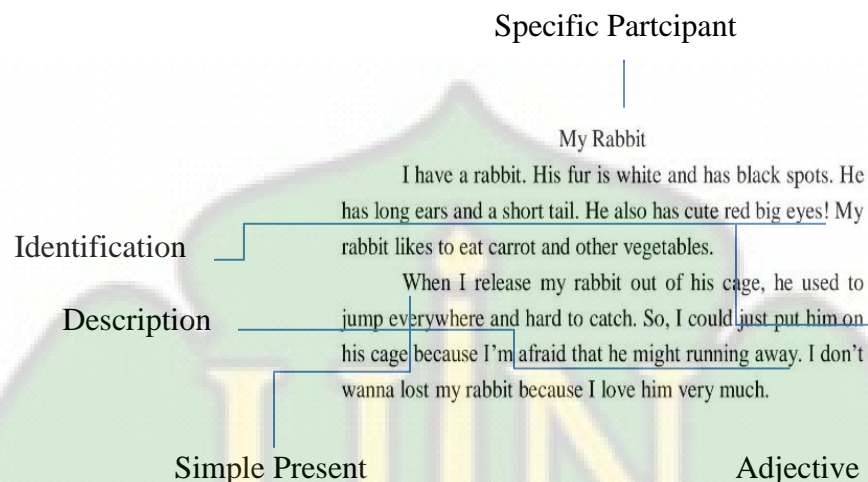 Specific Partcipant
My Rabbit
I have a rabbit. His fur is white and has black spots. He
has long ears and a short tail. He also has cute red big eyes! My
Identification
rabbit likes to eat carrot and other vegetables.
When I release my rabbit out of his cage, he used to
Description
jump everywhere and hard to catch. So, I could just put him on
his cage because I'm afraid that he might running away. I don't
wanna lost my rabbit because I love him very much.
Simple Present
Adjective
UIN